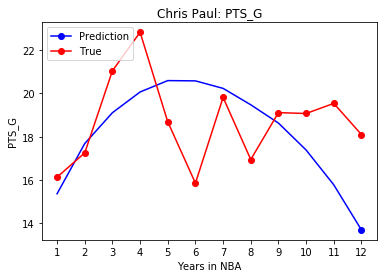 Chris Paul: PTS_G
Prediction
True
22
20
18
16
14
PTS_G
1 2 3 4 5 6 7 8 9 10 11 12
Years in NBA